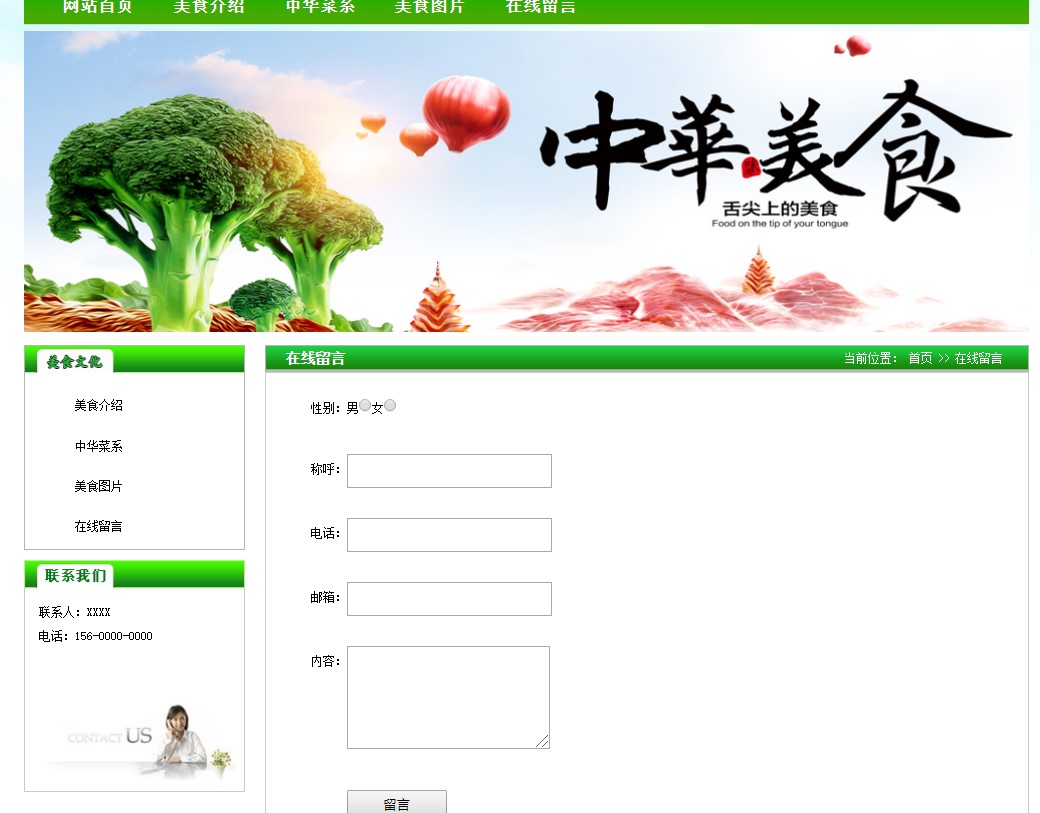 网站首页 美食介绍 中华菜系 美食图片 在线留言
中華美食
舌尖上的美食
Food on the tip of your tongue
美食文化
美食介绍
中华菜系
美食图片
在线留言
联系我们
联系人：XXXX
电话：156-0000-0000
CONTACT US
在线留言 当前位置： 首页 >> 在线留言
性别：男 女
称呼：
电话：
邮箱：
内容：
留言